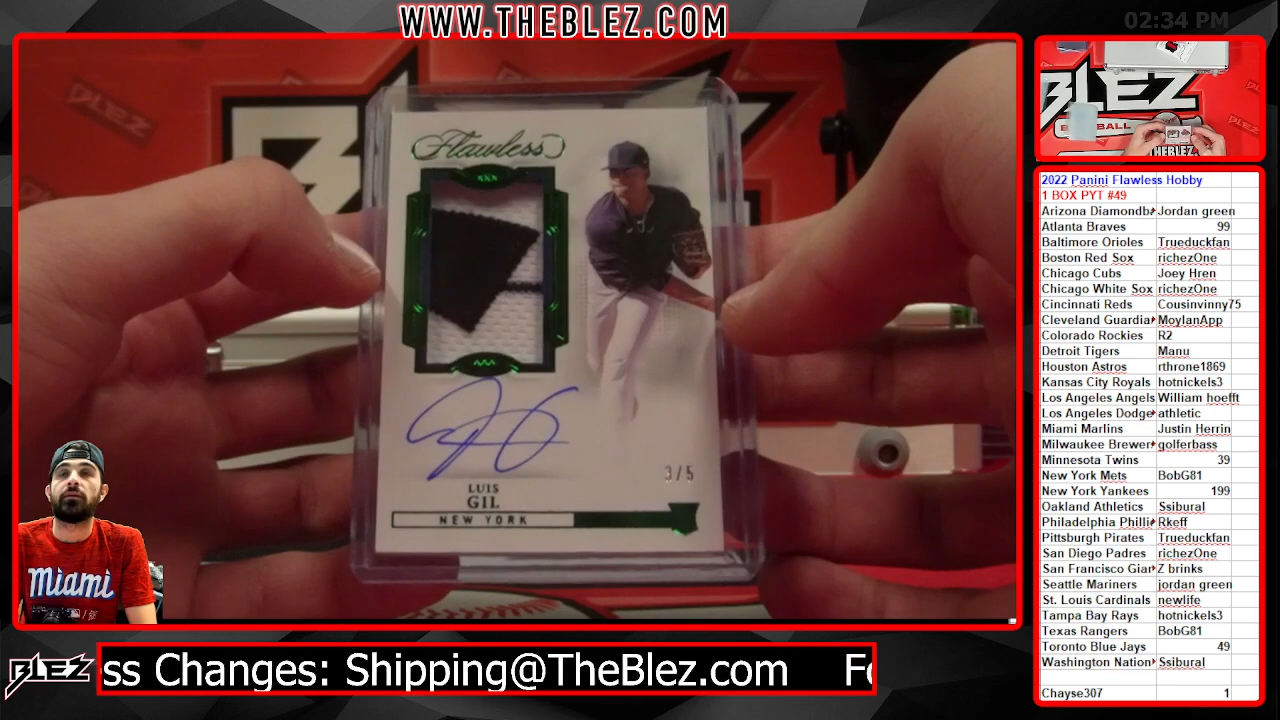 WWW.THEBLEZ.COM
02:34 PM
BLEZ
Flawless
LUIS
GIL
3/5
NEW YORK
Miami
BLEZ
ss Changes: Shipping@TheBlez.com
BLEZ
BASEBALL
THEBLEZ
BLEZ
2022 Panini Flawless Hobby
1 BOX PYT #49
Arizona Diamondba Jordan green
Atlanta Braves 99
Baltimore Orioles Trueduckfan
Boston Red Sox richezOne
Chicago Cubs Joey Hren
Chicago White Sox richezOne
Cincinnati Reds Cousinvinny75
Cleveland Guardia MoylanApp
Colorado Rockies R2
Detroit Tigers Manu
Houston Astros rthrone1869
Kansas City Royals hotnickels3
Los Angeles Angels William hoefft
Los Angeles Dodge athletic
Miami Marlins Justin Herrin
Milwaukee Brewer golferbass
Minnesota Twins 39
New York Mets BobG81
New York Yankees 199
Oakland Athletics Ssibural
Philadelphia Philli Rkeff
Pittsburgh Pirates Trueduckfan
San Diego Padres richezOne
San Francisco Gian Z brinks
Seattle Mariners jordan green
St. Louis Cardinals newlife
Tampa Bay Rays hotnickels3
Texas Rangers BobG81
Toronto Blue Jays 49
Washington Nation Ssibural
Chayse307 1